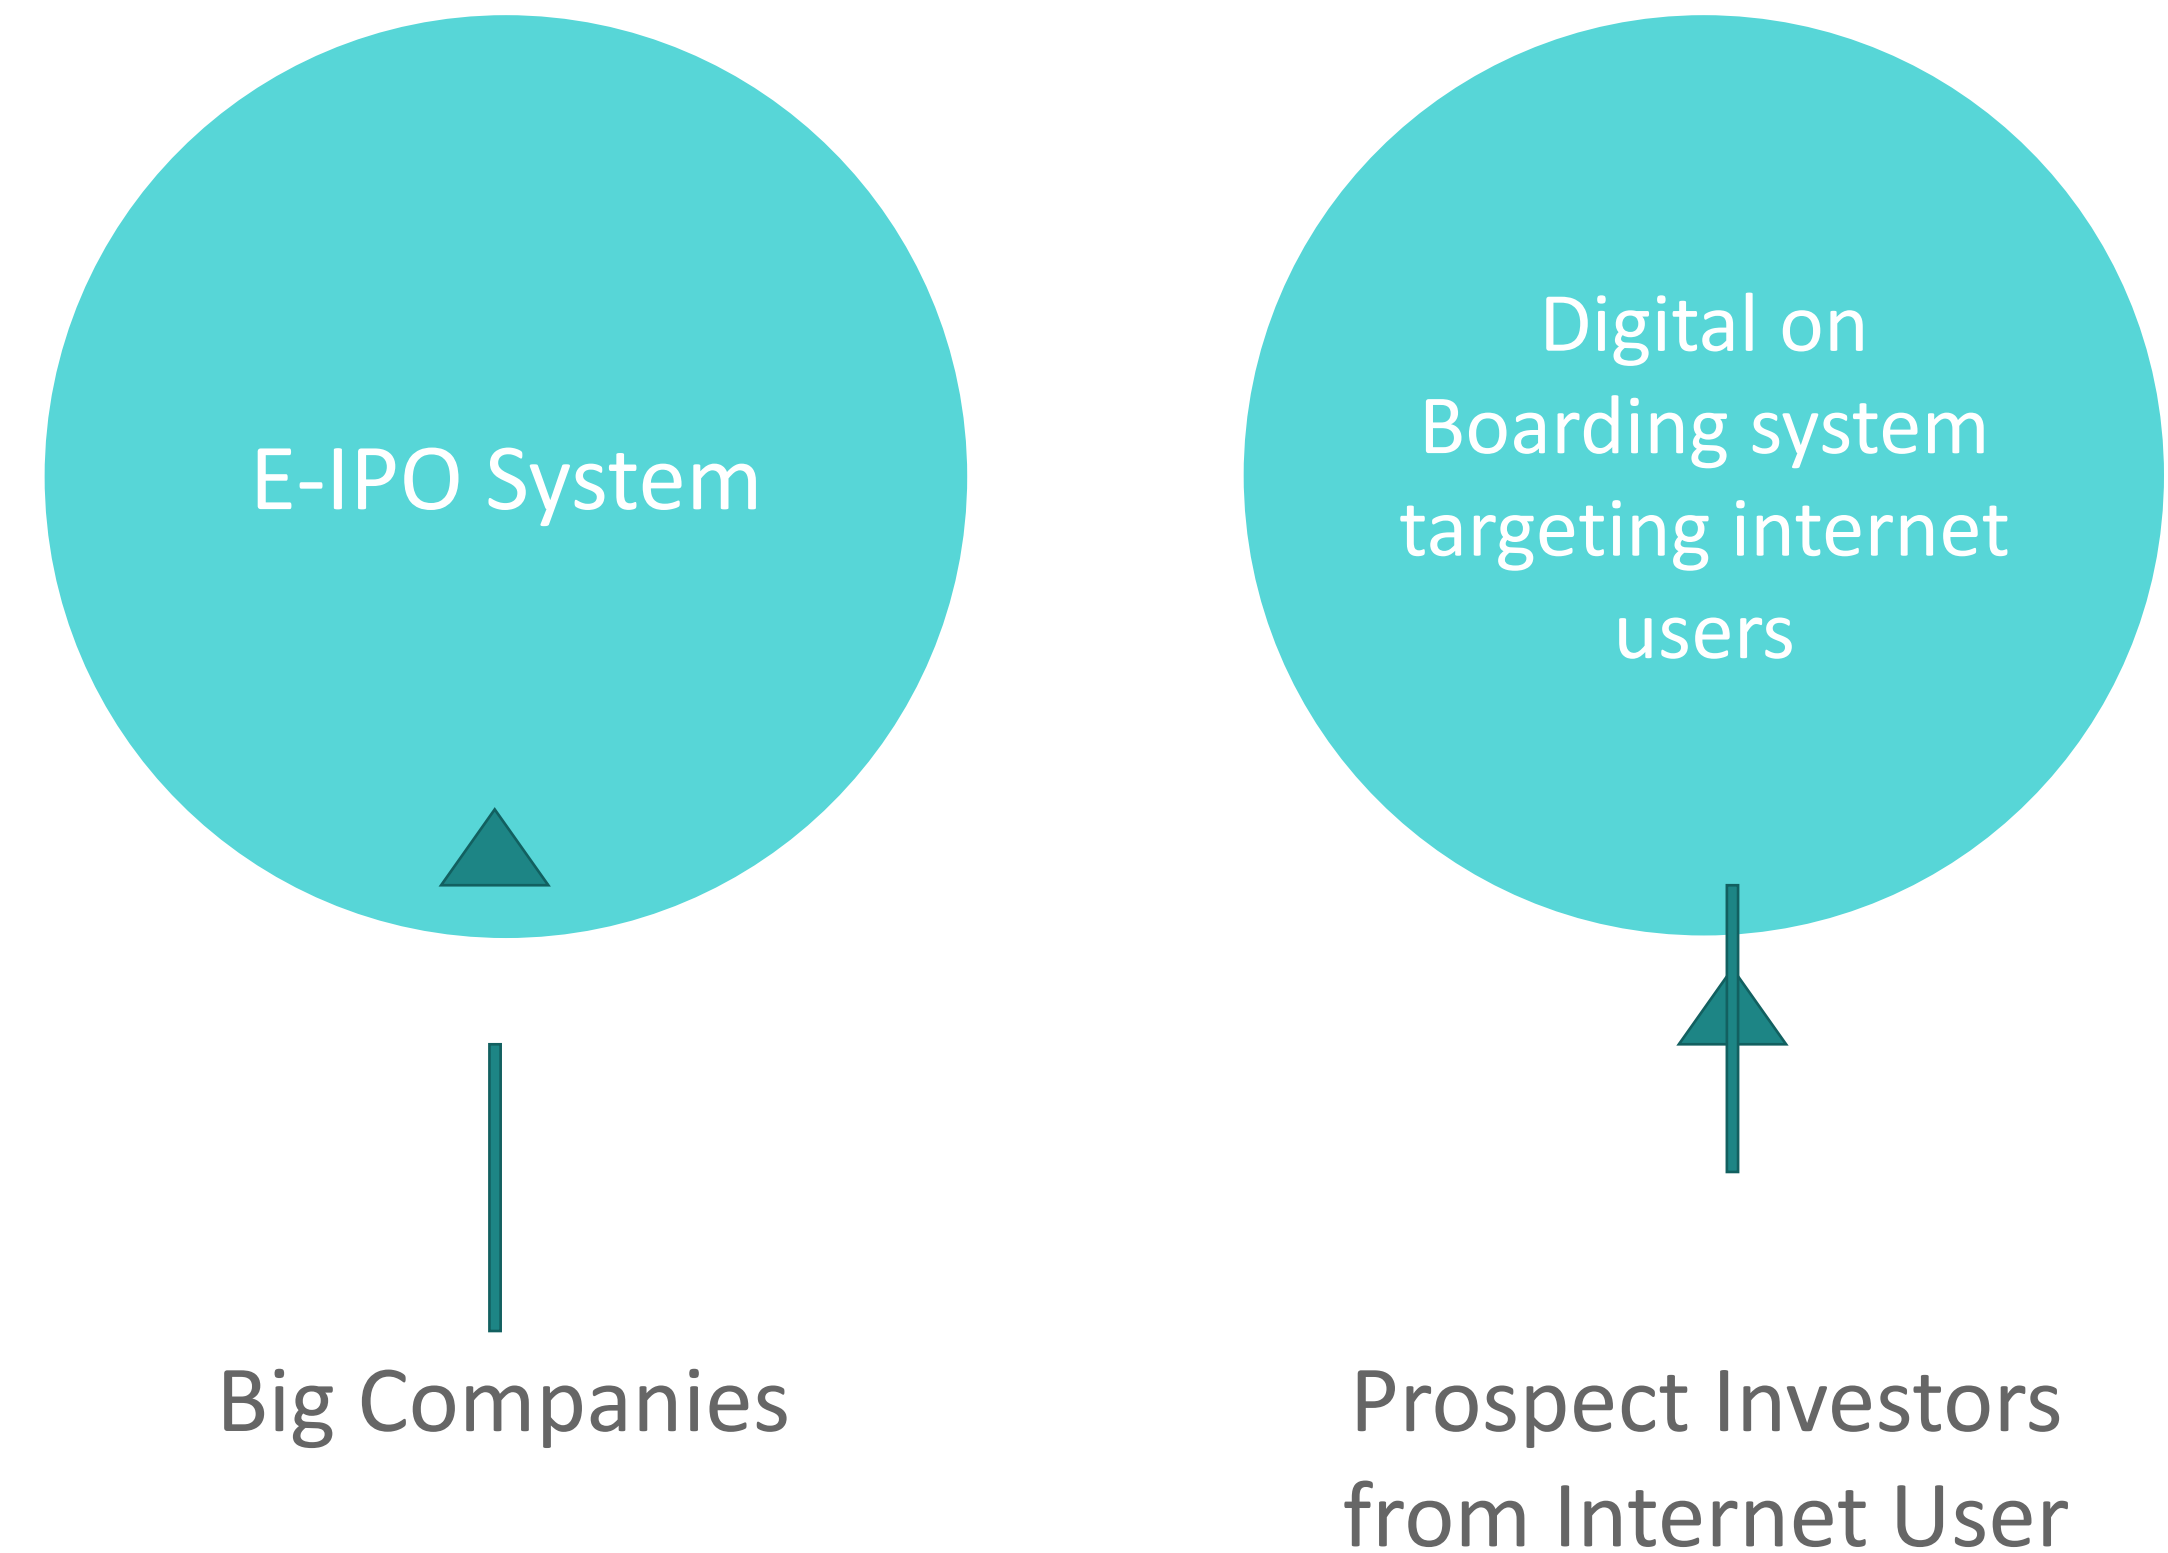 E-IPO System
Digital on
Boarding system
targeting internet
users
Big Companies
Prospect Investors
from Internet User